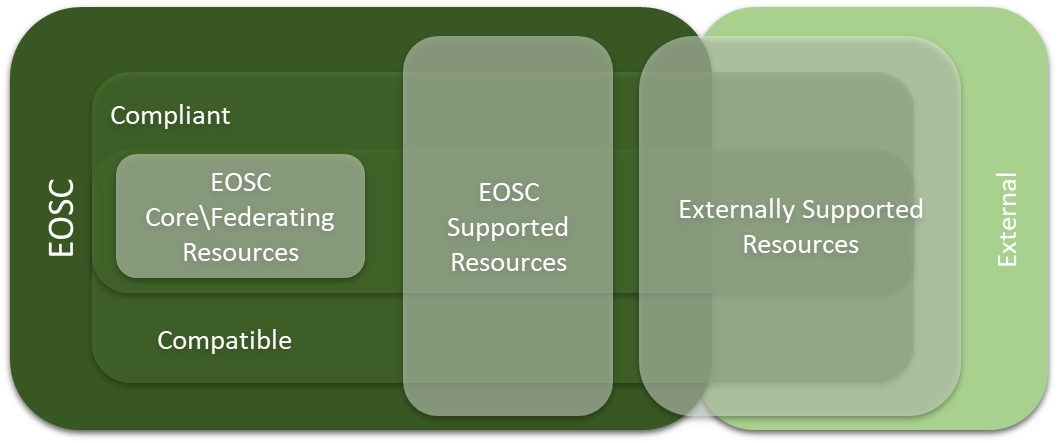 EOSC
Compliant
EOSC
Core\Federating
Resources
Compatible
EOSC
Supported
Resources
Externally Supported
Resources
External